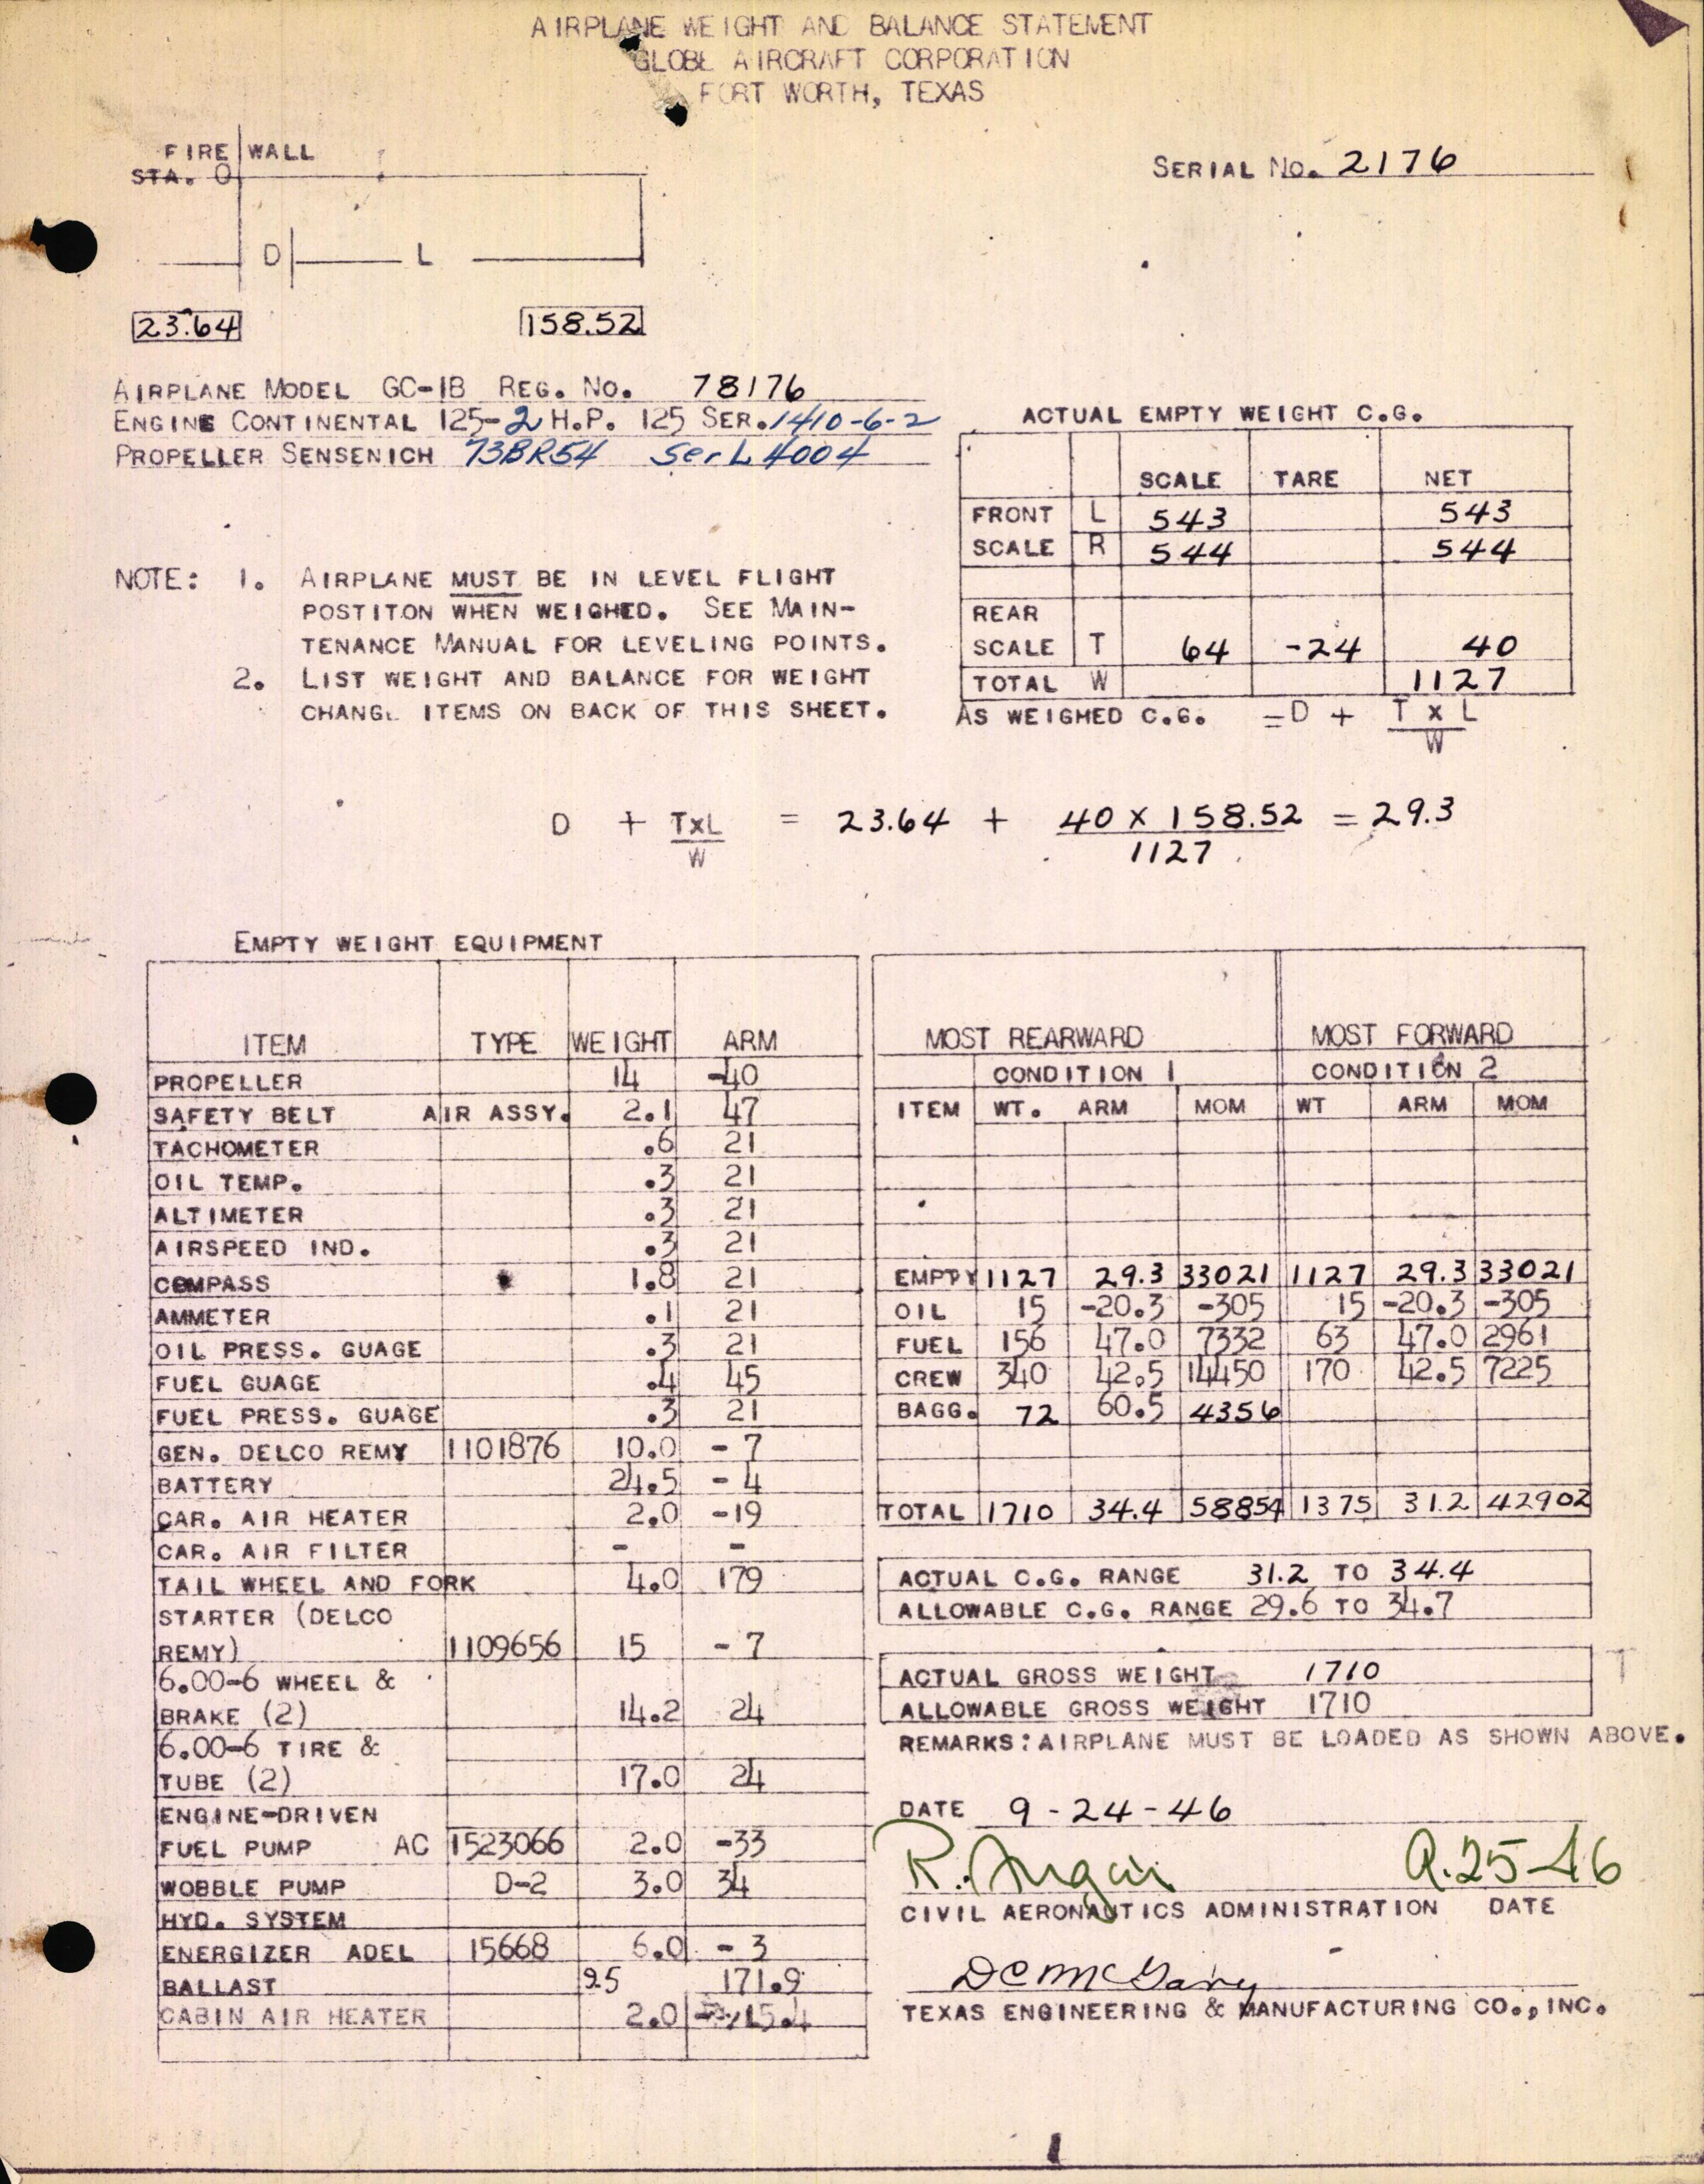 AIRPLANE WEIGHT AND BALANCE STATEMENT
GLOBE AIRCRAFT CORPORATION
FORT WORTH, TEXAS
FIRE WALL
STA. 0
SERIAL NO. 2176
D L
23.64 158.52
AIRPLANE MODEL GC-1B REG. NO. 78176
ENGINE CONTINENTAL 125-2 H.P. 125 SER. 1410-6-2
PROPELLER SENSENICH 73BR54 Ser L 4004
ACTUAL EMPTY WEIGHT C.G.
SCALE TARE NET
FRONT L 543 543
SCALE R 544 544
REAR
SCALE T 64 -24 40
TOTAL W 1127
AS WEIGHED C.G. =D + T x L
W
NOTE: 1. AIRPLANE MUST BE IN LEVEL FLIGHT
POSTITON WHEN WEIGHED. SEE MAIN-
TENANCE MANUAL FOR LEVELING POINTS.
2. LIST WEIGHT AND BALANCE FOR WEIGHT
CHANGE ITEMS ON BACK OF THIS SHEET.
D + TxL = 23.64 + 40 x 158.52 = 29.3
W 1127
EMPTY WEIGHT EQUIPMENT
ITEM TYPE WEIGHT ARM
PROPELLER 14 -40
SAFETY BELT AIR ASSY. 2.1 47
TACHOMETER .6 21
OIL TEMP. .3 21
ALTIMETER .3 21
AIRSPEED IND. .3 21
COMPASS 1.8 21
AMMETER .1 21
OIL PRESS. GUAGE .3 21
FUEL GUAGE .4 45
FUEL PRESS. GUAGE .3 21
GEN. DELCO REMY 1101876 10.0 - 7
BATTERY 24.5 - 4
CAR. AIR HEATER 2.0 -19
CAR. AIR FILTER - -
TAIL WHEEL AND FORK 4.0 179
STARTER (DELCO
REMY) 1109656 15 - 7
6.00-6 WHEEL &
BRAKE (2) 14.2 24
6.00-6 TIRE &
TUBE (2) 17.0 24
ENGINE-DRIVEN
FUEL PUMP AC 1523066 2.0 -33
WOBBLE PUMP D-2 3.0 34
HYD. SYSTEM
ENERGIZER ADEL 15668 6.0 - 3
BALLAST 9.5 171.9
CABIN AIR HEATER 2.0 15.4
MOST REARWARD MOST FORWARD
CONDITION 1 CONDITION 2
ITEM WT. ARM MOM WT ARM MOM
EMPTY 1127 29.3 33021 1127 29.3 33021
OIL 15 -20.3 -305 15 -20.3 -305
FUEL 156 47.0 7332 63 47.0 2961
CREW 340 42.5 14450 170 42.5 7225
BAGG. 72 60.5 4356
TOTAL 1710 34.4 58854 1375 31.2 42902
ACTUAL C.G. RANGE 31.2 TO 34.4
ALLOWABLE C.G. RANGE 29.6 TO 34.7
ACTUAL GROSS WEIGHT 1710
ALLOWABLE GROSS WEIGHT 1710
REMARKS: AIRPLANE MUST BE LOADED AS SHOWN ABOVE.
DATE 9-24-46
R. 25-46
CIVIL AERONAUTICS ADMINISTRATION DATE
TEXAS ENGINEERING & MANUFACTURING CO., INC.
1